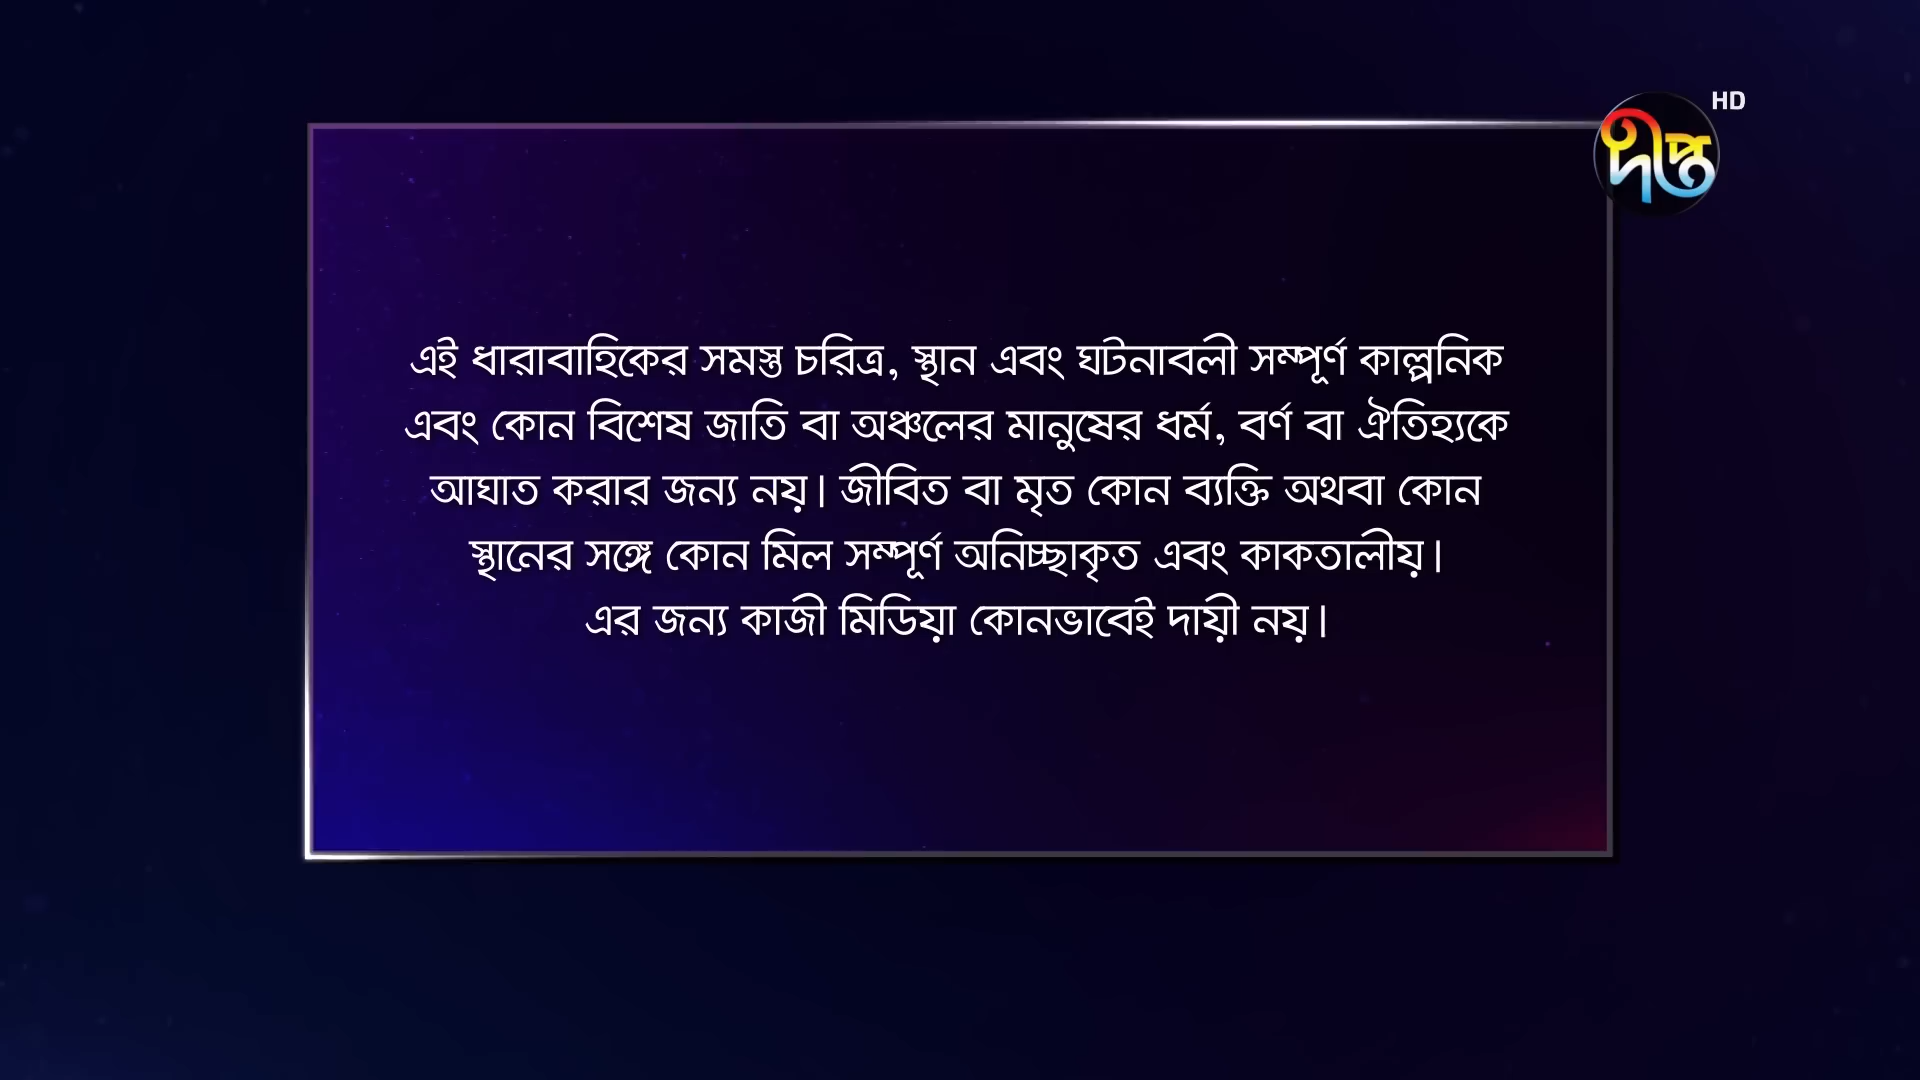 HD
দীপ্ত
এই ধারাবাহিকের সমস্ত চরিত্র, স্থান এবং ঘটনাবলী সম্পূর্ণ কাল্পনিক
এবং কোন বিশেষ জাতি বা অঞ্চলের মানুষের ধর্ম, বর্ণ বা ঐতিহ্যকে
আঘাত করার জন্য নয়। জীবিত বা মৃত কোন ব্যক্তি অথবা কোন
স্থানের সঙ্গে কোন মিল সম্পূর্ণ অনিচ্ছাকৃত এবং কাকতালীয়।
এর জন্য কাজী মিডিয়া কোনভাবেই দায়ী নয়।